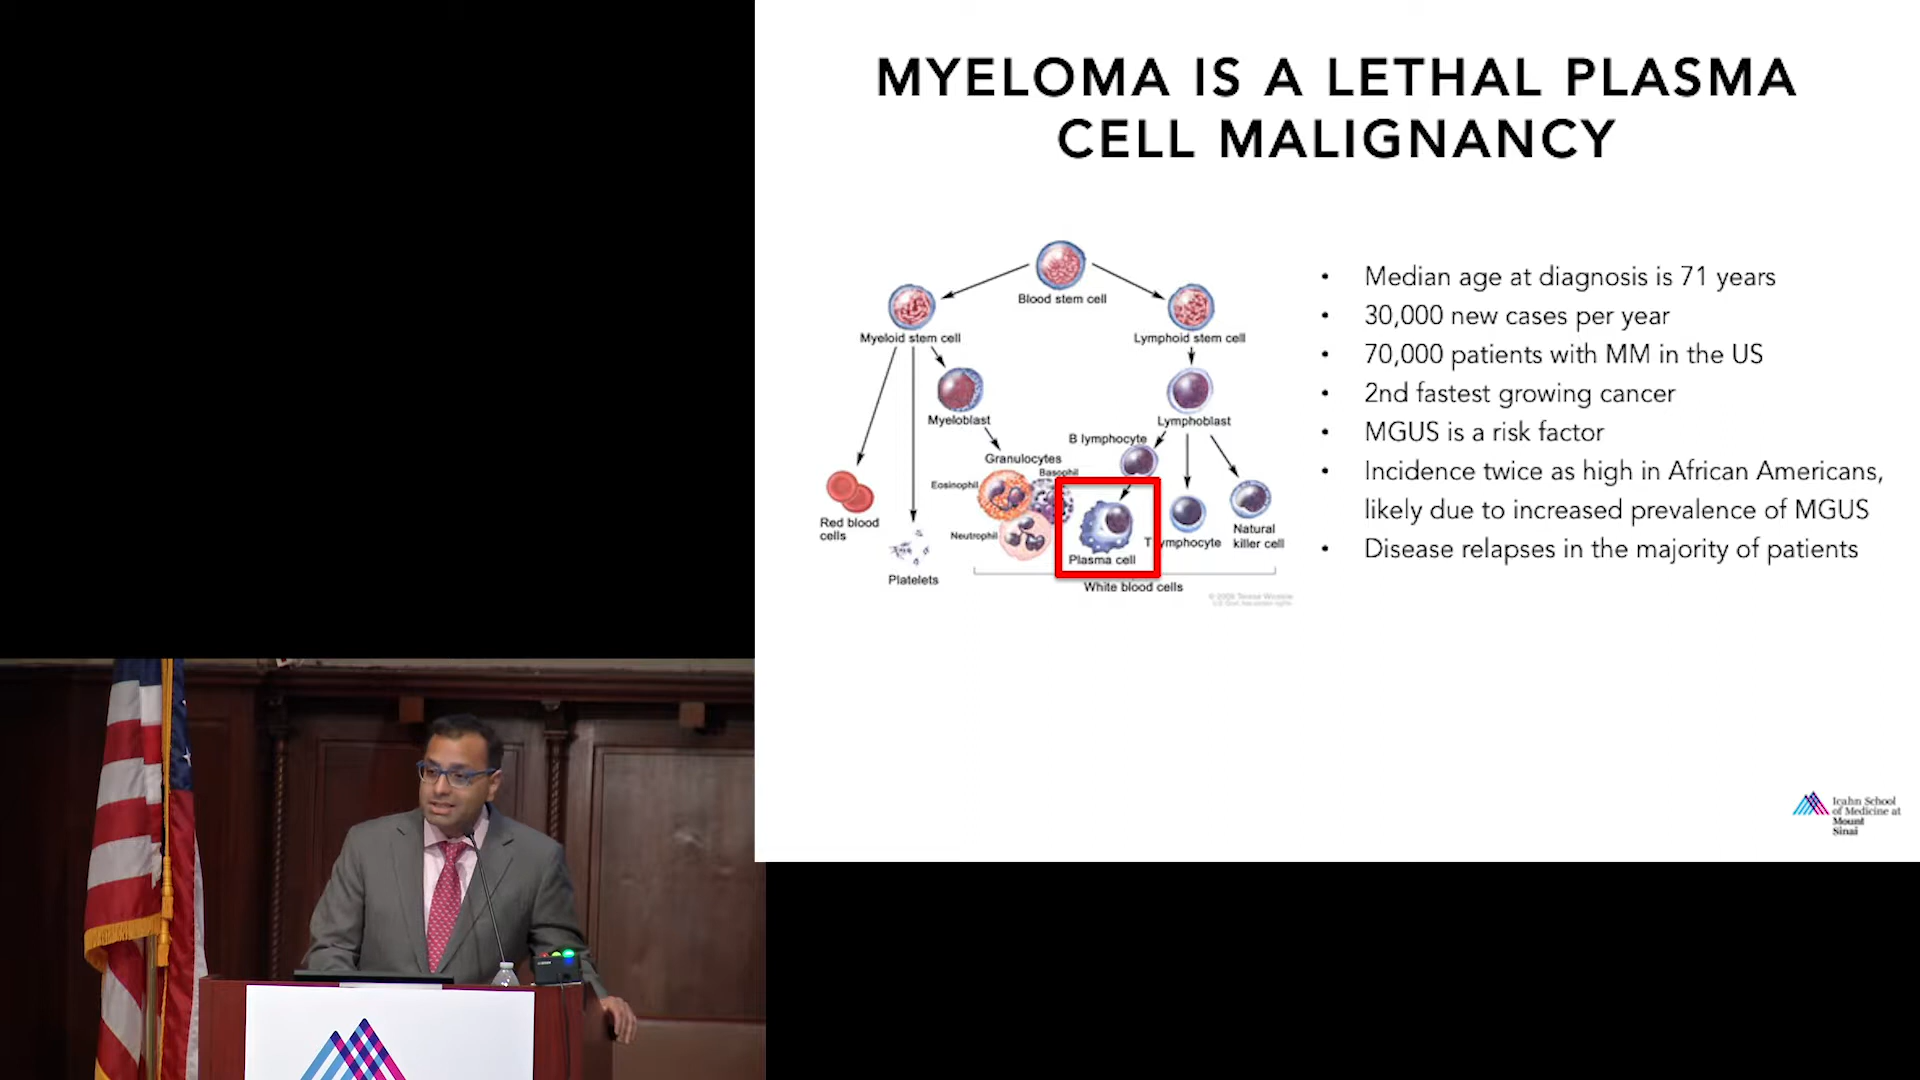 MYELOMA IS A LETHAL PLASMA
CELL MALIGNANCY
Blood stem cell
Myeloid stem cell
Lymphoid stem cell
Myeloblast
Lymphoblast
B lymphocyte
Granulocytes
Basophil
Eosinophil
Neutrophil
Red blood
cells
Platelets
Plasma cell
T lymphocyte
Natural
killer cell
White blood cells
• Median age at diagnosis is 71 years
• 30,000 new cases per year
• 70,000 patients with MM in the US
• 2nd fastest growing cancer
• MGUS is a risk factor
• Incidence twice as high in African Americans,
likely due to increased prevalence of MGUS
• Disease relapses in the majority of patients
Icahn School
of Medicine at
Mount
Sinai